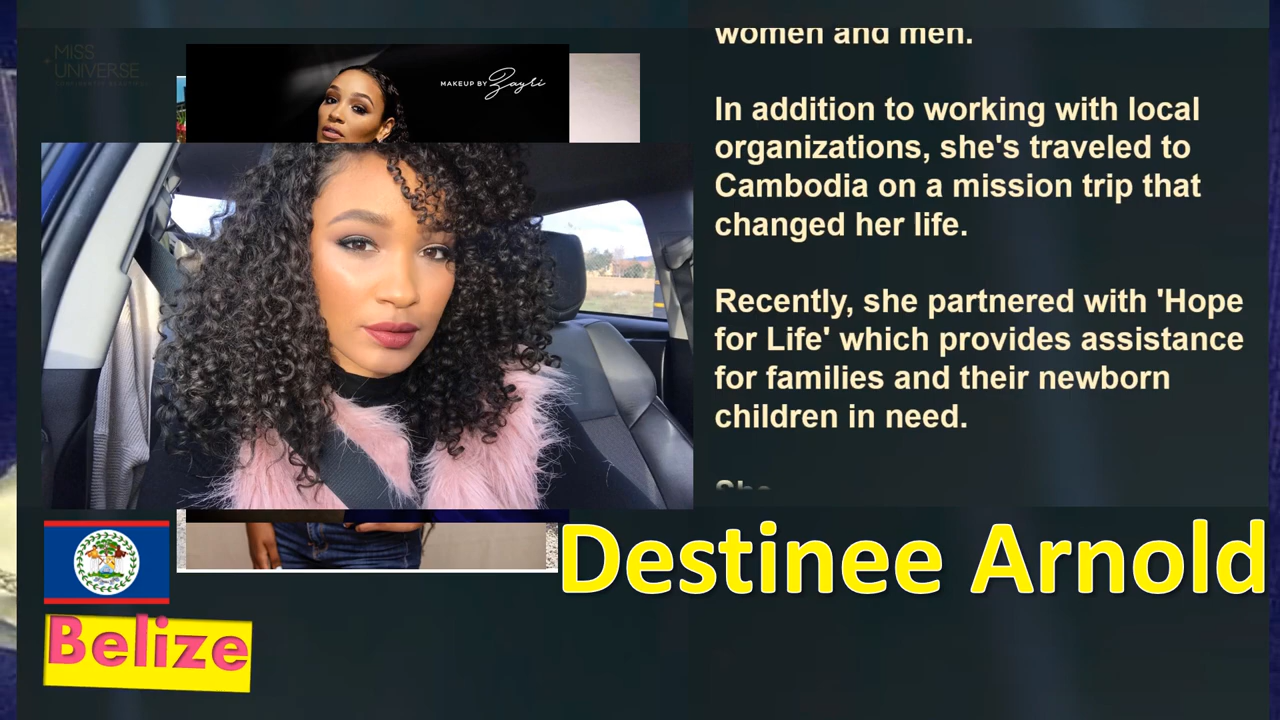 MISS
UNIVERSE
MAKEUP BY Zayri
women and men.
In addition to working with local
organizations, she's traveled to
Cambodia on a mission trip that
changed her life.
Recently, she partnered with 'Hope
for Life' which provides assistance
for families and their newborn
children in need.
She
Destinee Arnold
Belize